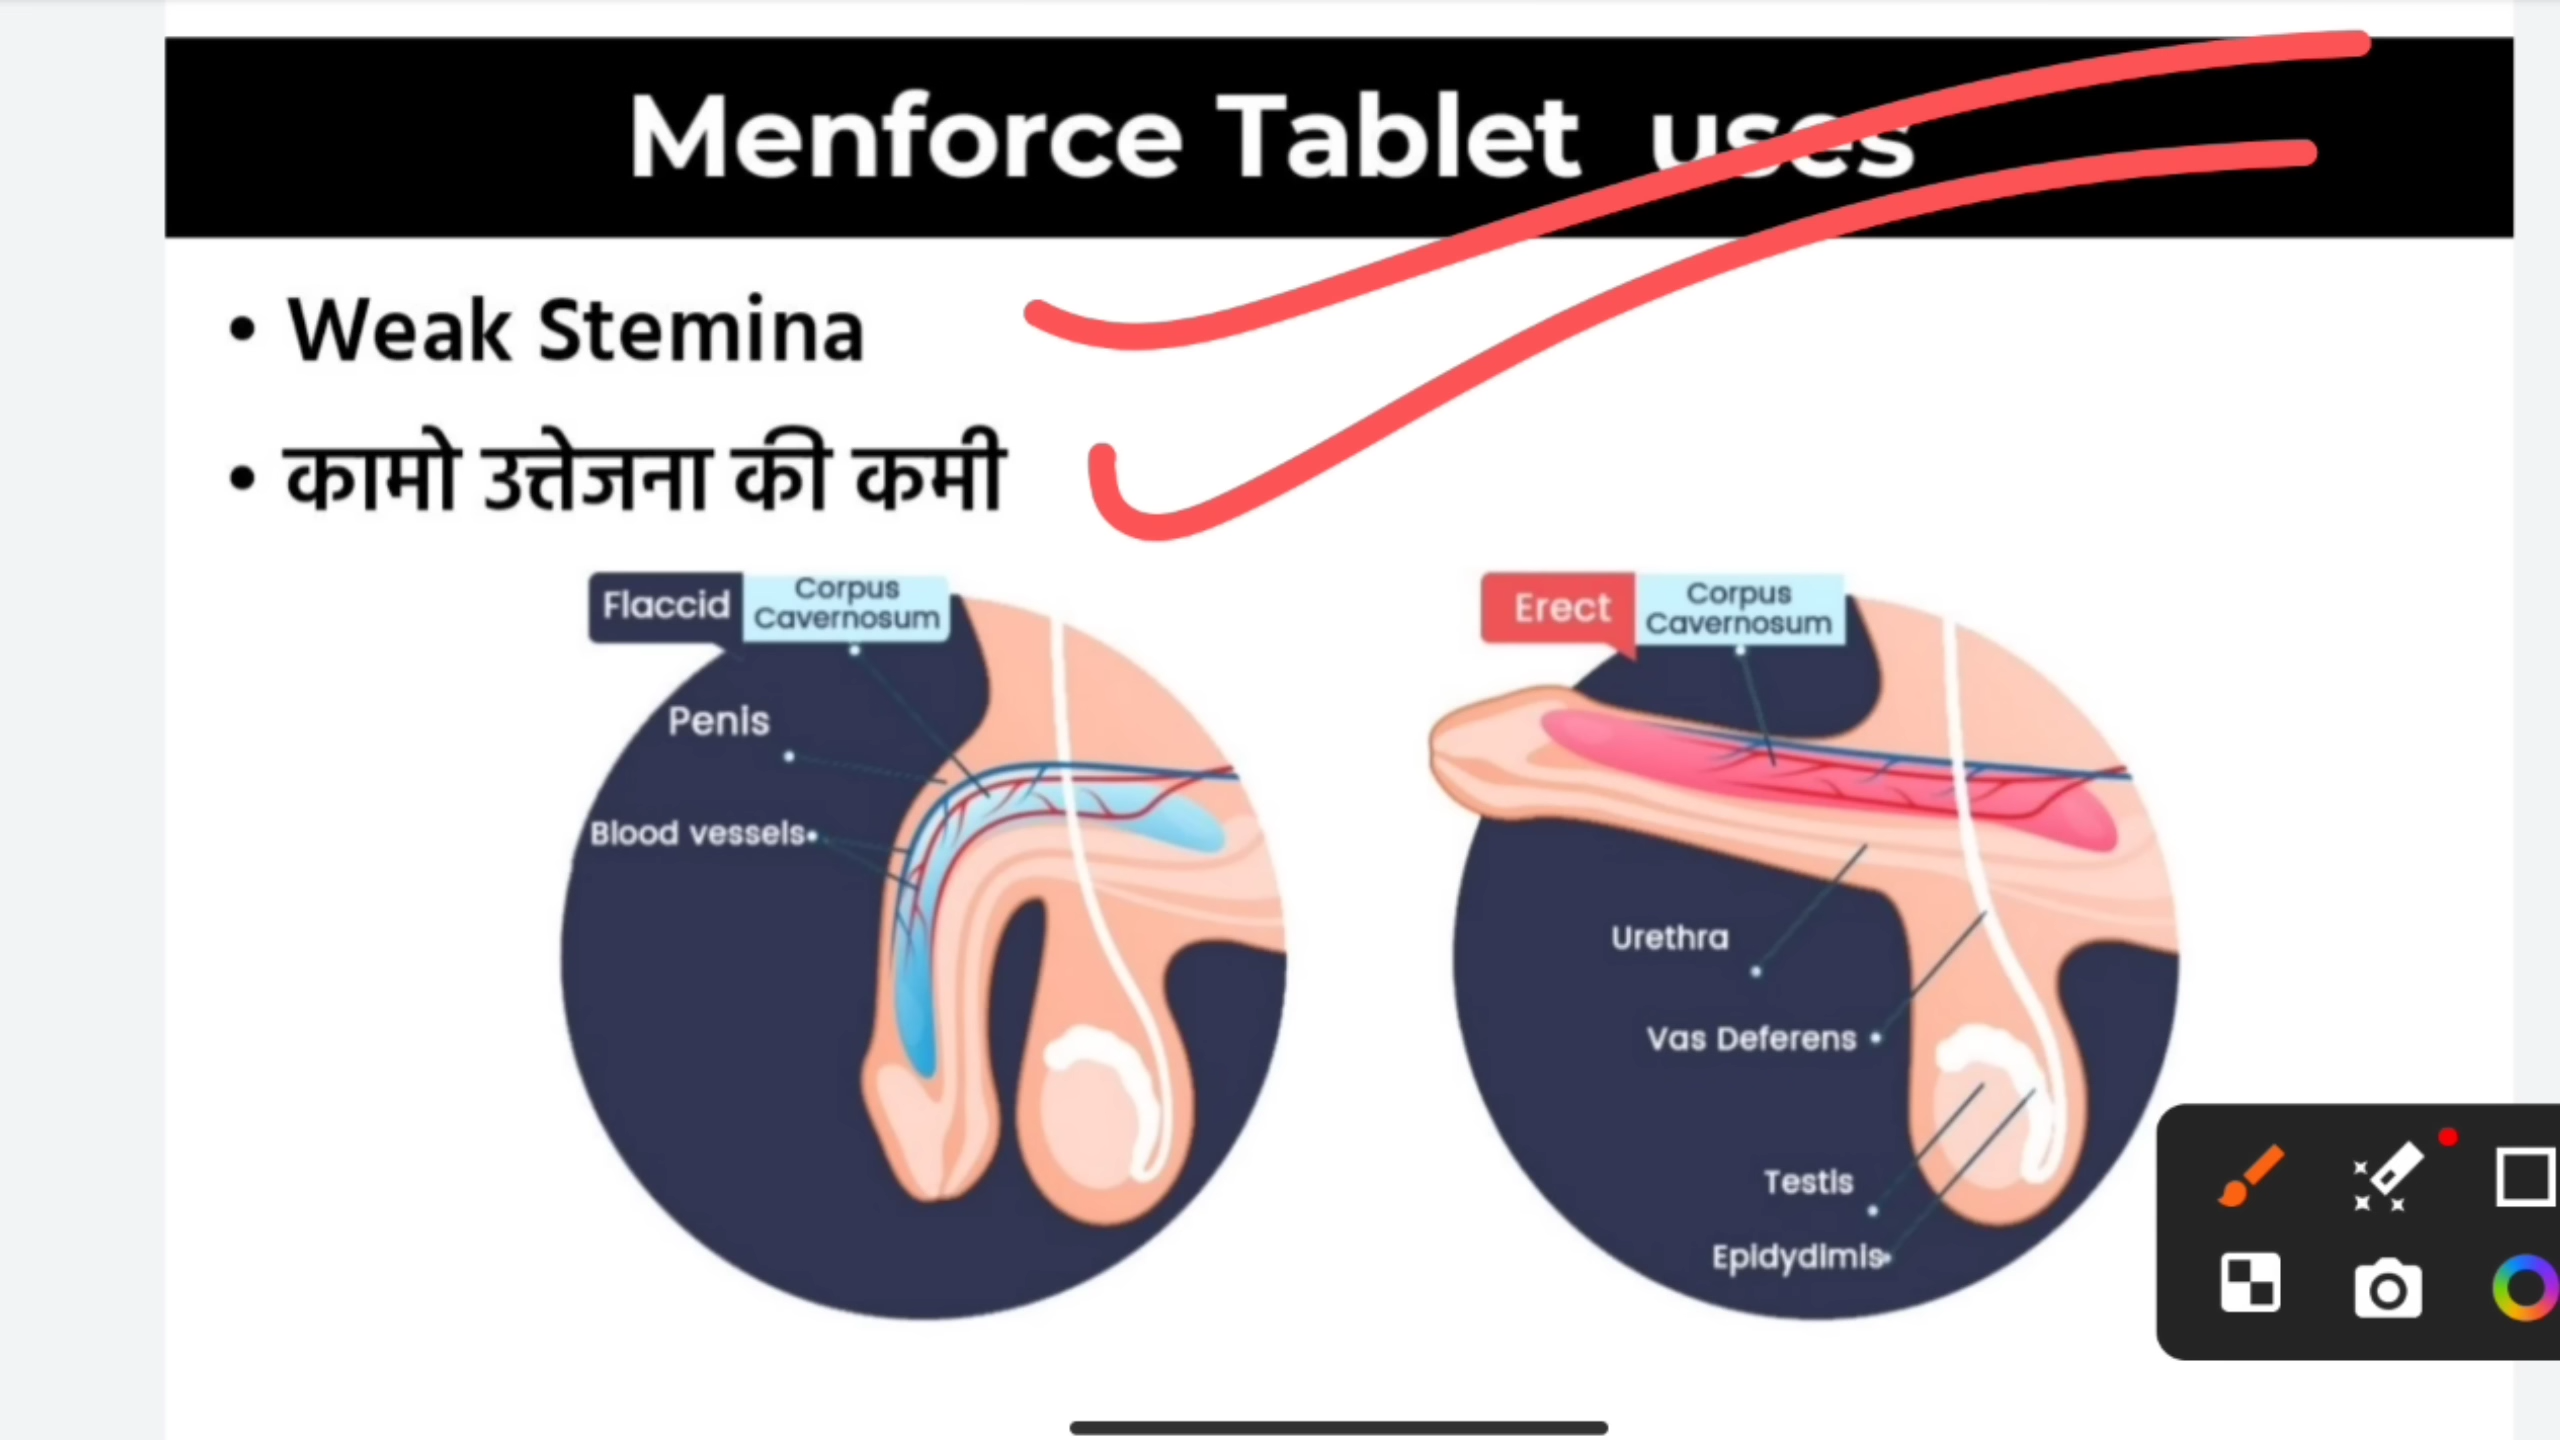 Menforce Tablet uses
• Weak Stemina
• कामो उत्तेजना की कमी
Flaccid
Corpus
Cavernosum
Penis
Blood vessels
Erect
Corpus
Cavernosum
Urethra
Vas Deferens
Testis
Epidydimis